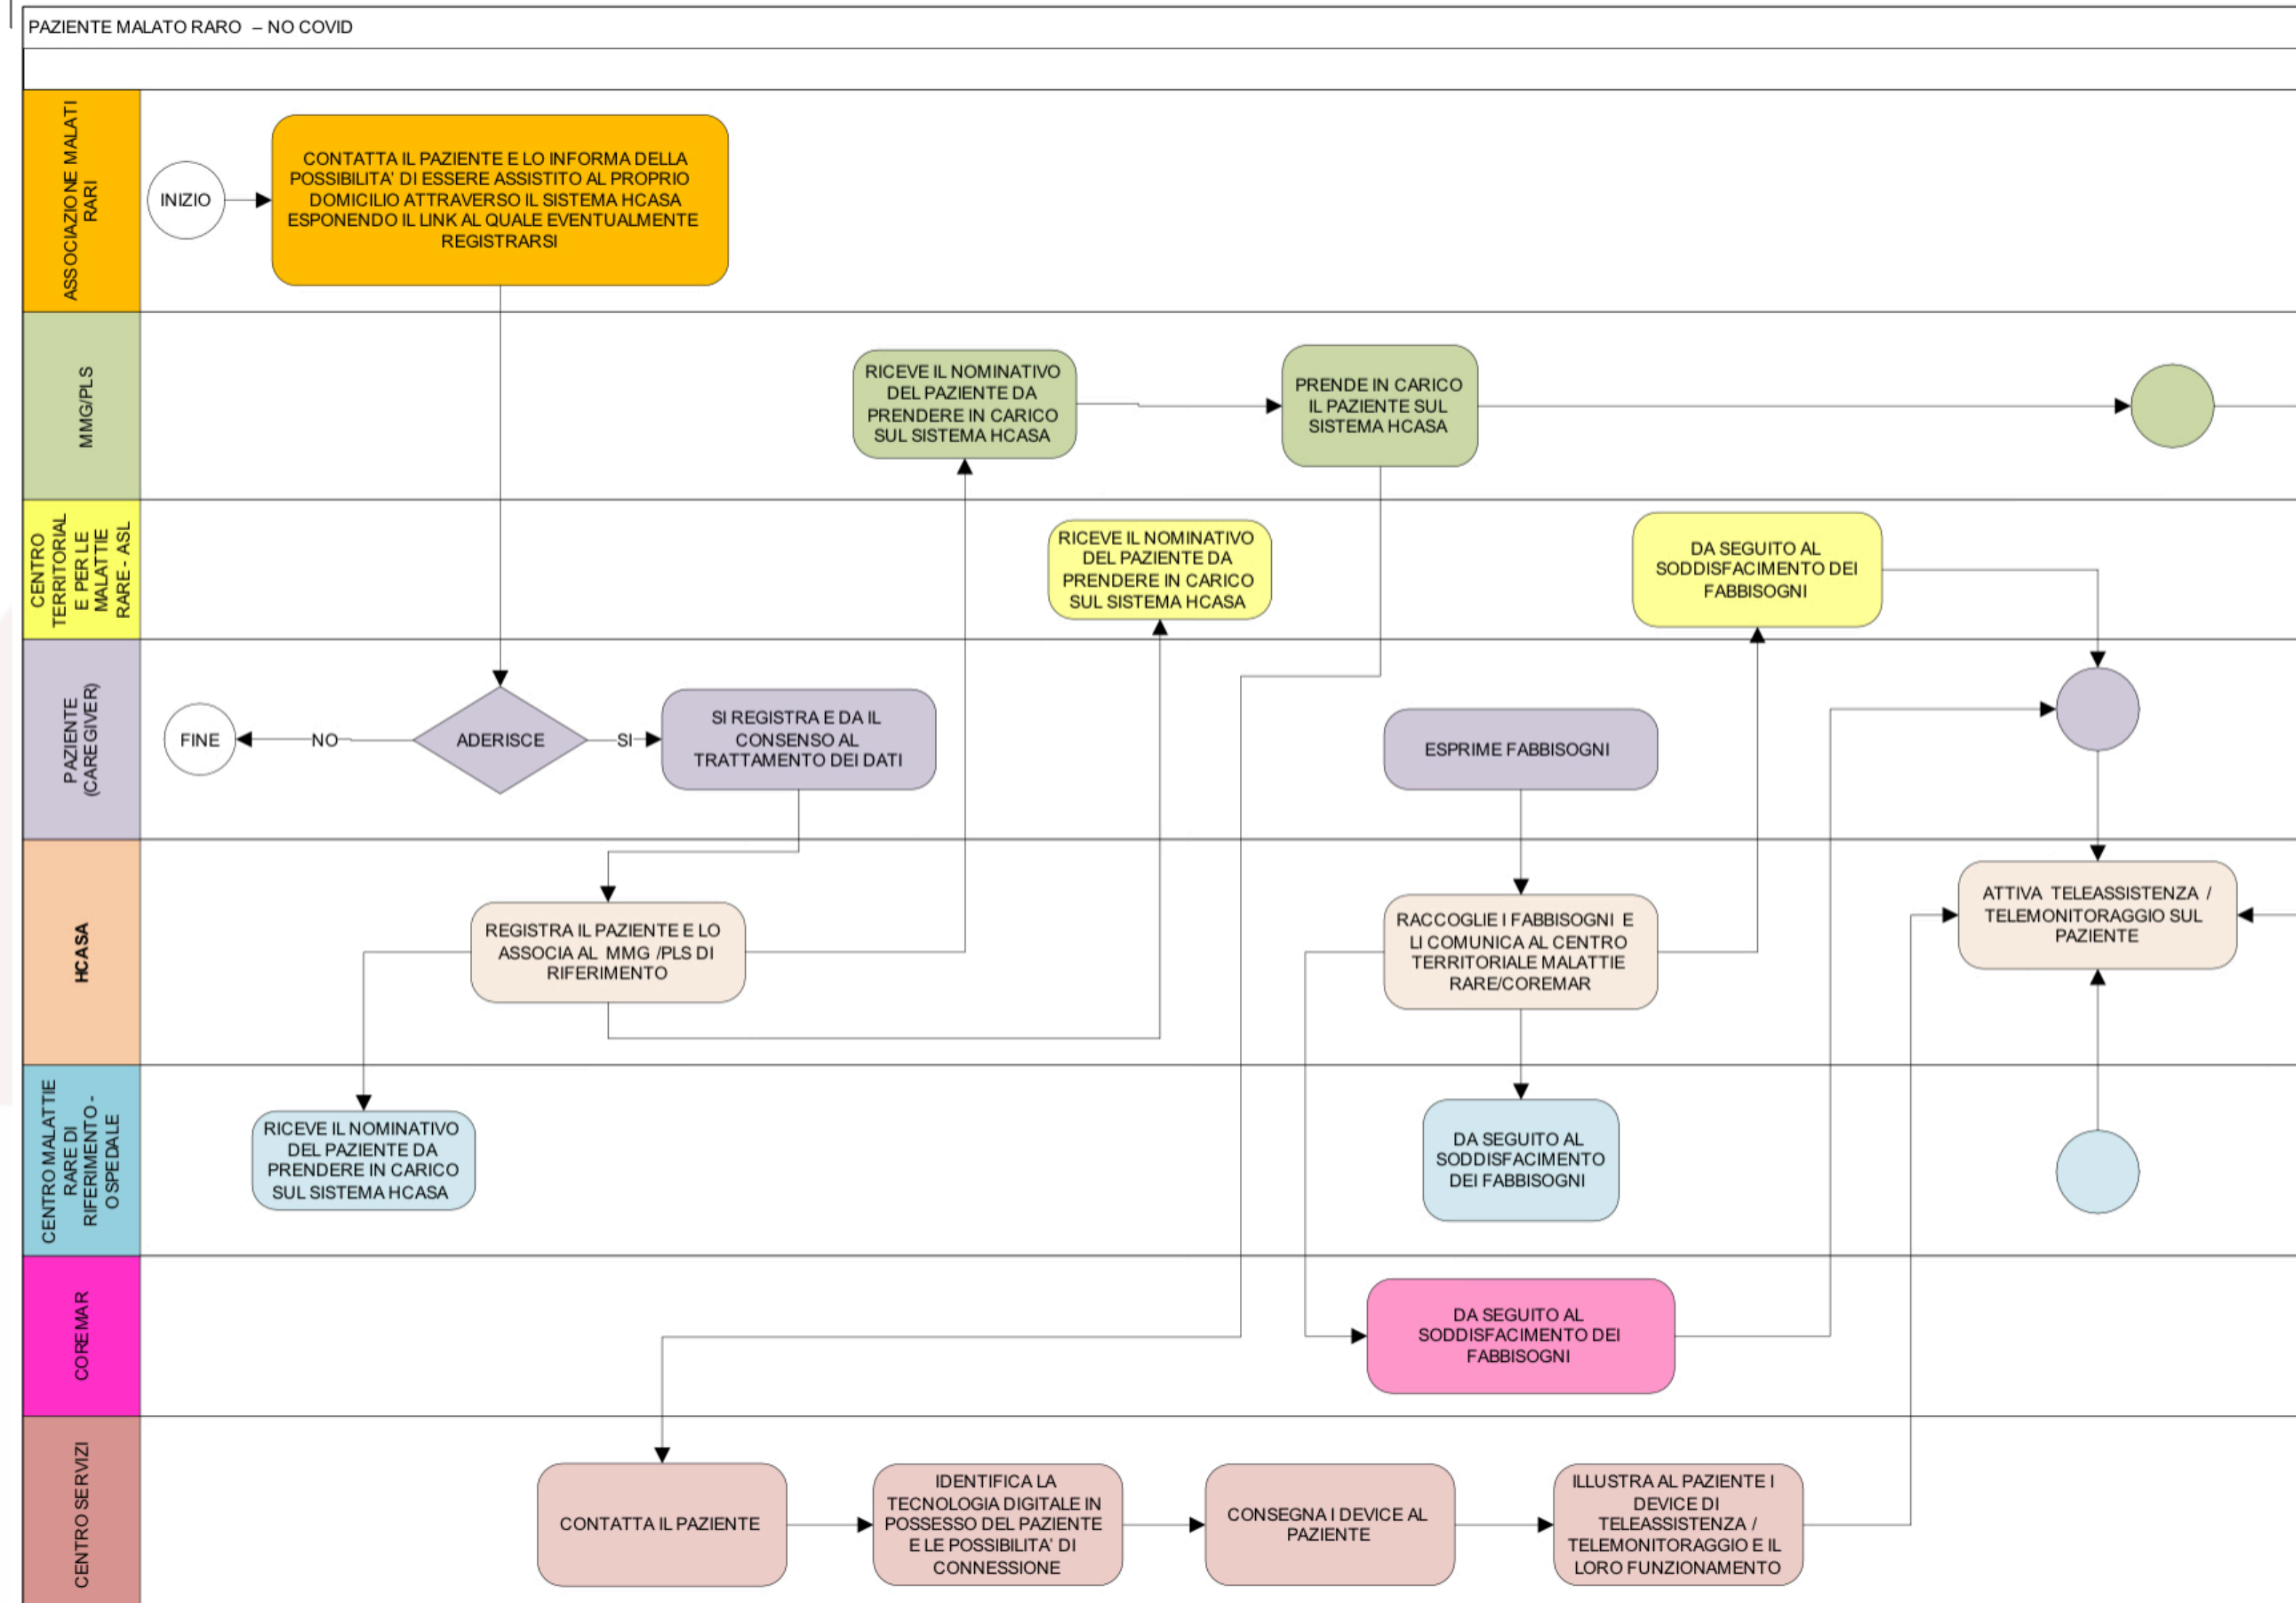 PAZIENTE MALATO RARO – NO COVID
ASSOCIAZIONE MALATI
RARI
INIZIO
CONTATTA IL PAZIENTE E LO INFORMA DELLA
POSSIBILITA' DI ESSERE ASSISTITO AL PROPRIO
DOMICILIO ATTRAVERSO IL SISTEMA HCASA
ESPONENDO IL LINK AL QUALE EVENTUALMENTE
REGISTRARSI
MMG/PLS
RICEVE IL NOMINATIVO
DEL PAZIENTE DA
PRENDERE IN CARICO
SUL SISTEMA HCASA
PRENDE IN CARICO
IL PAZIENTE SUL
SISTEMA HCASA
CENTRO
TERRITORIAL
E PER LE
MALATTIE
RARE - ASL
RICEVE IL NOMINATIVO
DEL PAZIENTE DA
PRENDERE IN CARICO
SUL SISTEMA HCASA
DA SEGUITO AL
SODDISFACIMENTO DEI
FABBISOGNI
PAZIENTE
(CAREGIVER)
FINE
NO
ADERISCE
SI
SI REGISTRA E DA IL
CONSENSO AL
TRATTAMENTO DEI DATI
ESPRIME FABBISOGNI
HCASA
REGISTRA IL PAZIENTE E LO
ASSOCIA AL MMG /PLS DI
RIFERIMENTO
RACCOGLIE I FABBISOGNI E
LI COMUNICA AL CENTRO
TERRITORIALE MALATTIE
RARE/COREMAR
ATTIVA TELEASSISTENZA /
TELEMONITORAGGIO SUL
PAZIENTE
CENTRO MALATTIE
RARE DI
RIFERIMENTO -
OSPEDALE
RICEVE IL NOMINATIVO
DEL PAZIENTE DA
PRENDERE IN CARICO
SUL SISTEMA HCASA
DA SEGUITO AL
SODDISFACIMENTO
DEI FABBISOGNI
COREMAR
DA SEGUITO AL
SODDISFACIMENTO DEI
FABBISOGNI
CENTRO SERVIZI
CONTATTA IL PAZIENTE
IDENTIFICA LA
TECNOLOGIA DIGITALE IN
POSSESSO DEL PAZIENTE
E LE POSSIBILITA' DI
CONNESSIONE
CONSEGNA I DEVICE AL
PAZIENTE
ILLUSTRA AL PAZIENTE I
DEVICE DI
TELEASSISTENZA /
TELEMONITORAGGIO E IL
LORO FUNZIONAMENTO